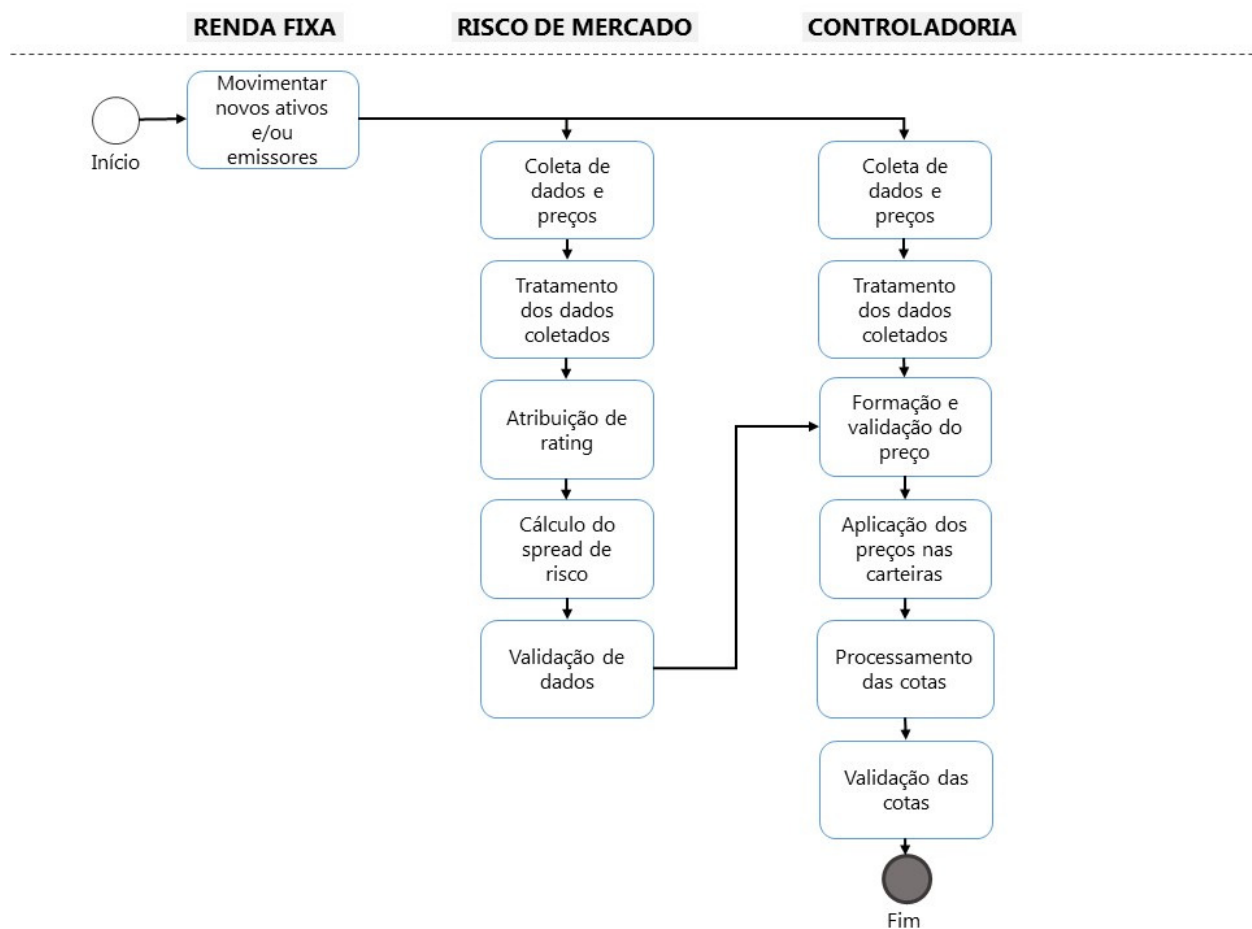 RENDA FIXA
RISCO DE MERCADO
CONTROLADORIA
Movimentar
novos ativos
e/ou
emissores
Início
Coleta de
dados e
preços
Tratamento
dos dados
coletados
Atribuição de
rating
Cálculo do
spread de
risco
Validação de
dados
Coleta de
dados e
preços
Tratamento
dos dados
coletados
Formação e
validação do
preço
Aplicação dos
preços nas
carteiras
Processamento
das cotas
Validação das
cotas
Fim